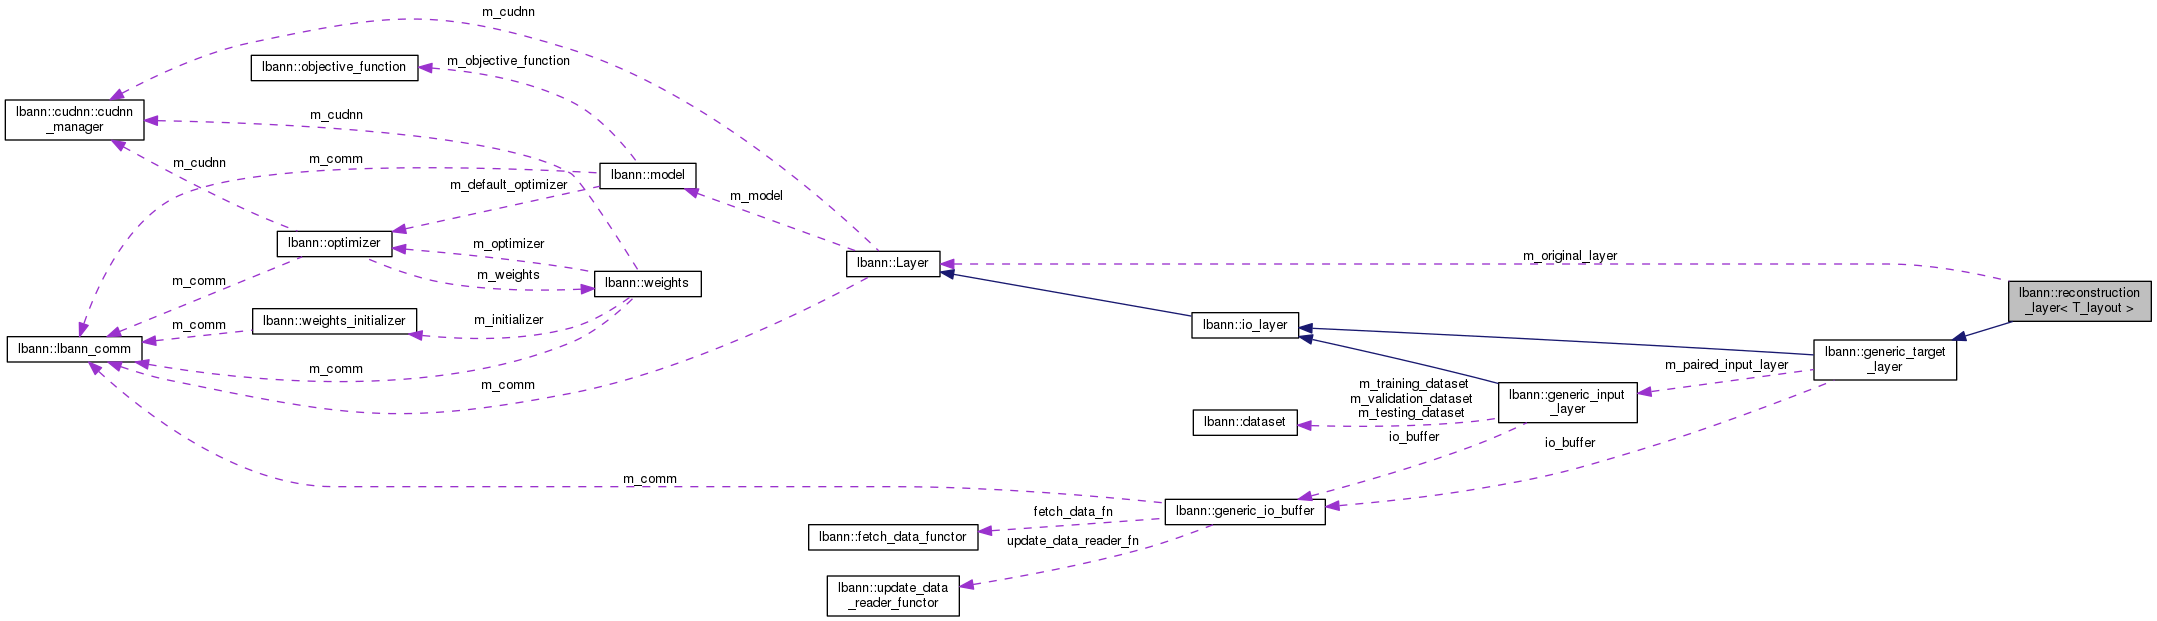 m_cudnn
lbann::objective_function
m_objective_function
lbann::cudnn::cudnn
_manager
m_cudnn
m_cudnn
m_comm
lbann::model
m_default_optimizer
m_model
lbann::optimizer
m_optimizer
m_weights
lbann::weights
lbann::Layer
m_original_layer
lbann::reconstruction
_layer< T_layout >
m_comm
lbann::weights_initializer
m_comm
m_initializer
lbann::lbann_comm
m_comm
m_comm
lbann::io_layer
lbann::generic_target
_layer
m_paired_input_layer
m_training_dataset
m_validation_dataset
m_testing_dataset
lbann::generic_input
_layer
lbann::dataset
io_buffer
io_buffer
m_comm
lbann::generic_io_buffer
fetch_data_fn
lbann::fetch_data_functor
update_data_reader_fn
lbann::update_data
_reader_functor